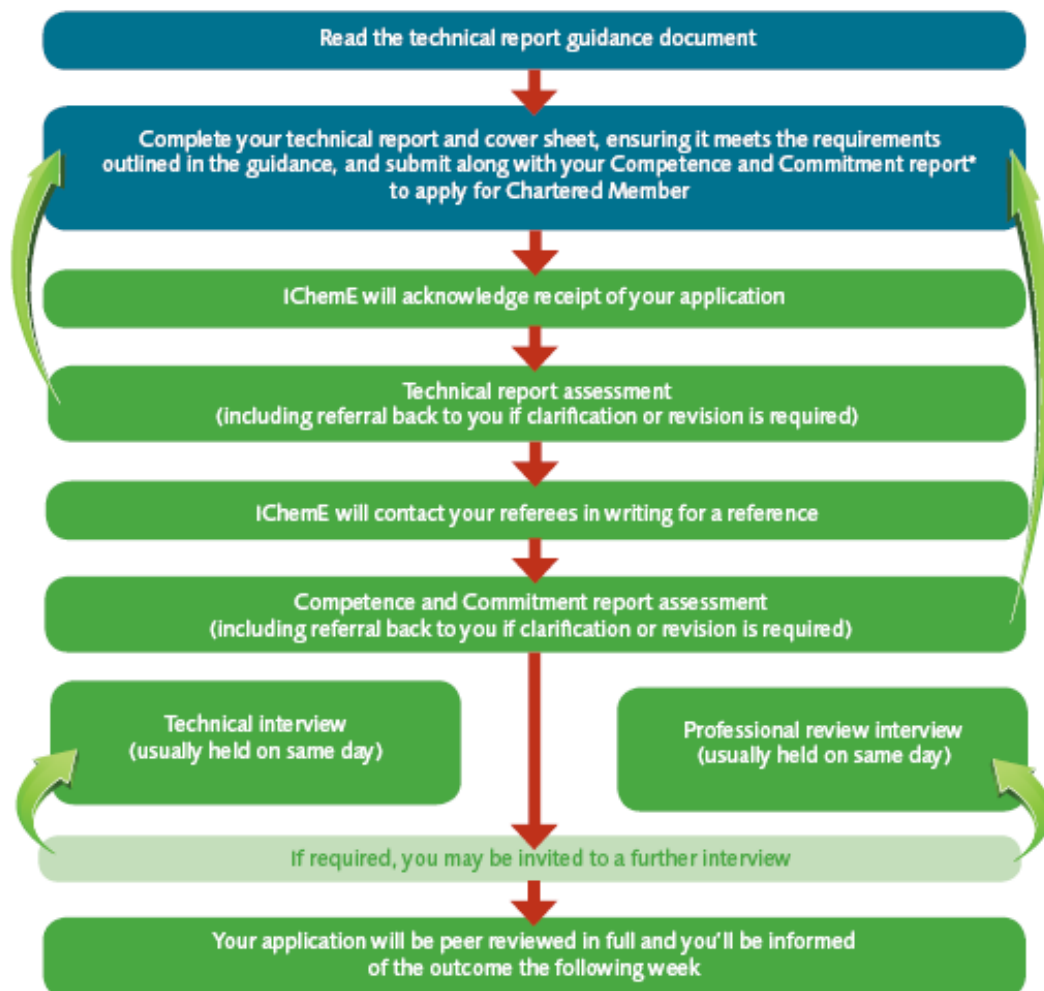 Read the technical report guidance document
Complete your technical report and cover sheet, ensuring it meets the requirements
outlined in the guidance, and submit along with your Competence and Commitment report*
to apply for Chartered Member
IChemE will acknowledge receipt of your application
Technical report assessment
(including referral back to you if clarification or revision is required)
IChemE will contact your referees in writing for a reference
Competence and Commitment report assessment
(including referral back to you if clarification or revision is required)
Technical interview
(usually held on same day)
Professional review interview
(usually held on same day)
If required, you may be invited to a further interview
Your application will be peer reviewed in full and you'll be informed
of the outcome the following week